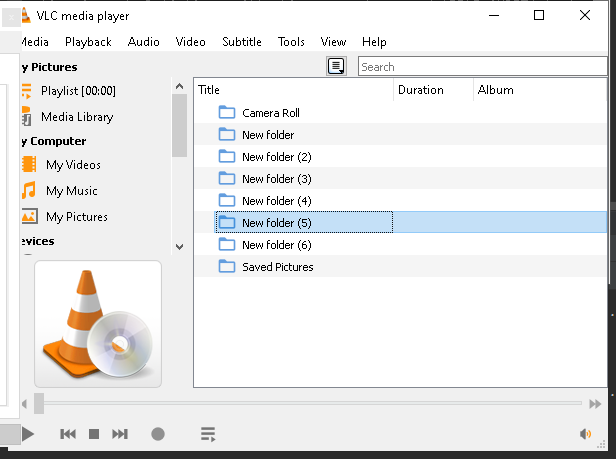 VLC media player
Media Playback Audio Video Subtitle Tools View Help
y Pictures
Playlist [00:00]
Media Library
y Computer
My Videos
My Music
My Pictures
evices
Search
Title Duration Album
Camera Roll
New folder
New folder (2)
New folder (3)
New folder (4)
New folder (5)
New folder (6)
Saved Pictures